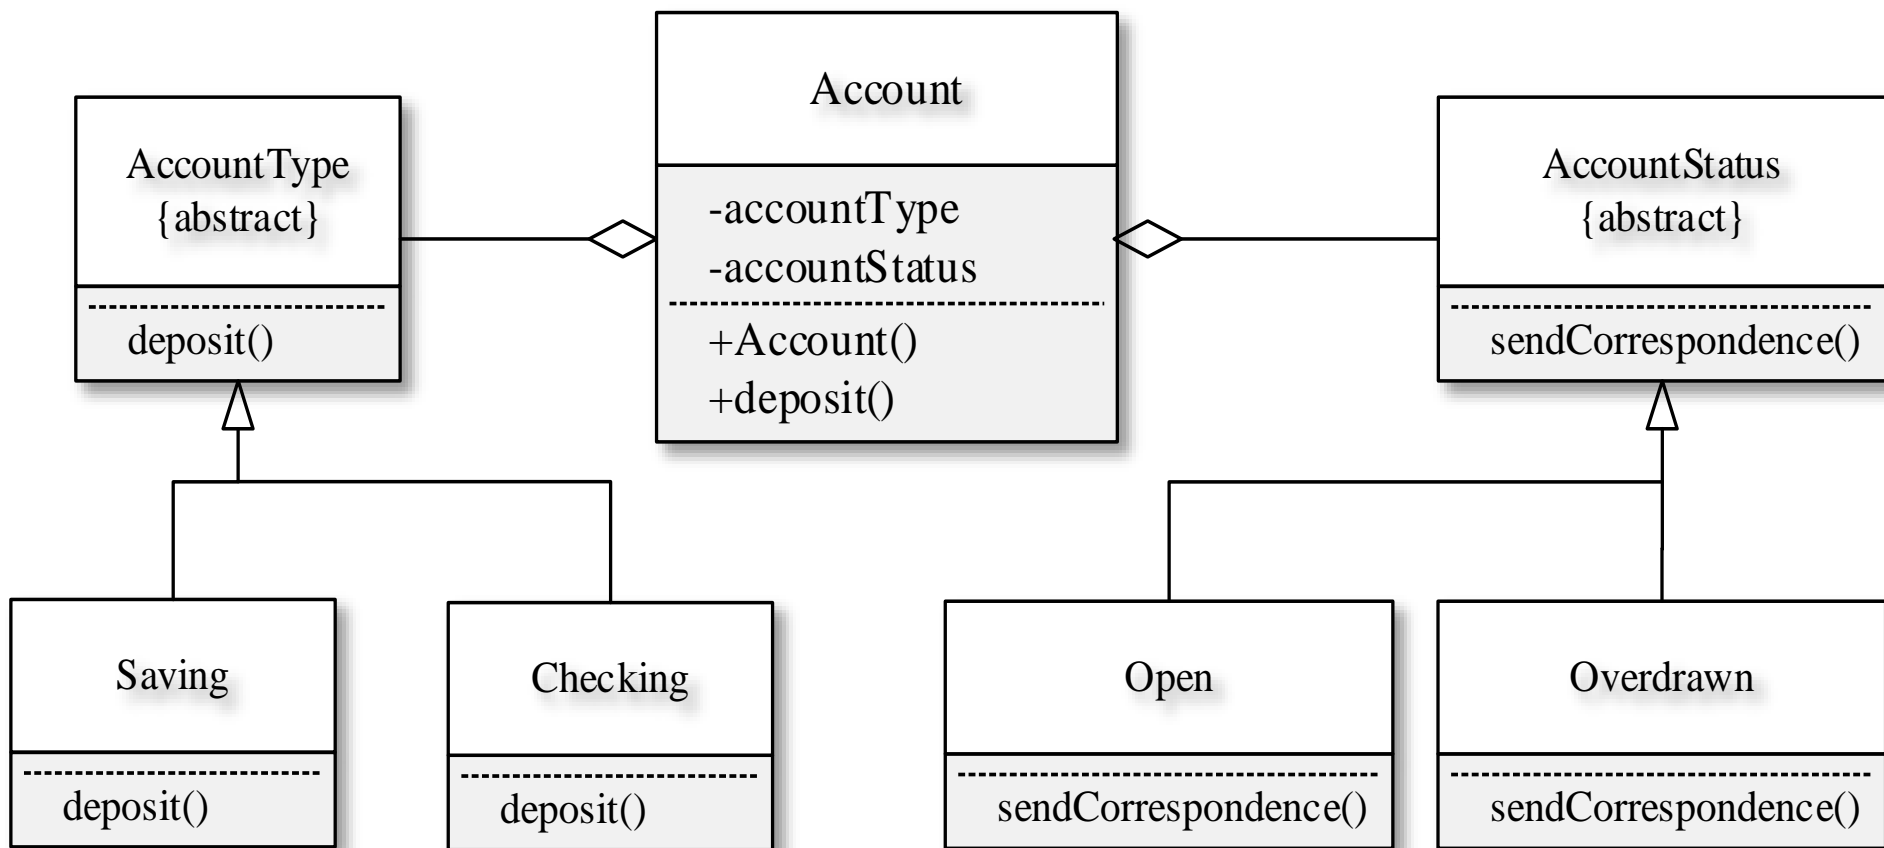 Account
-accountType
-accountStatus
+Account()
+deposit()
AccountType
{abstract}
deposit()
AccountStatus
{abstract}
sendCorrespondence()
Saving
deposit()
Checking
deposit()
Open
sendCorrespondence()
Overdrawn
sendCorrespondence()